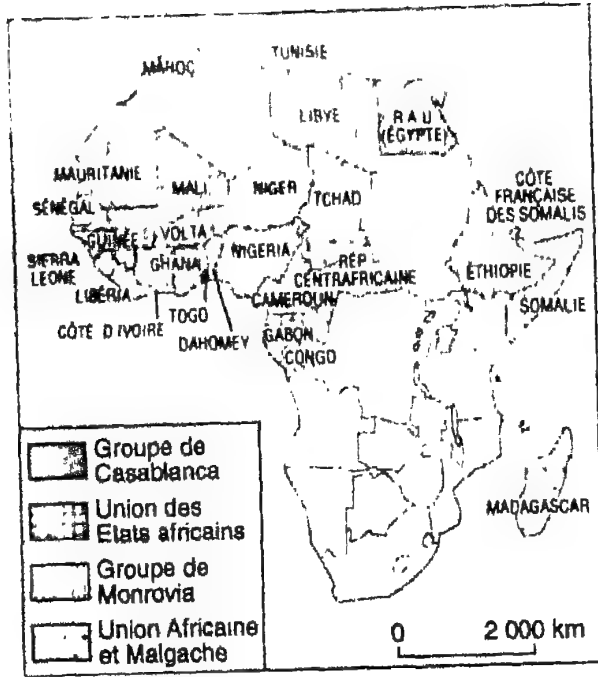 MAROC
TUNISIE
LIBYE
R A U
(ÉGYPTE)
MAURITANIE
MALI
NIGER
TCHAD
CÔTE
FRANÇAISE
DES SOMALIS
SÉNÉGAL
GUINÉE
VOLTA
NIGERIA
SIERRA
LEONE
GHANA
RÉP
CENTRAFRICAINE
ÉTHIOPIE
LIBÉRIA
CAMEROUN
SOMALIE
CÔTE D'IVOIRE
TOGO
DAHOMEY
GABON
CONGO
MADAGASCAR
Groupe de
Casablanca
Union des
Etats africains
Groupe de
Monrovia
Union Africaine
et Malgache
0 2 000 km